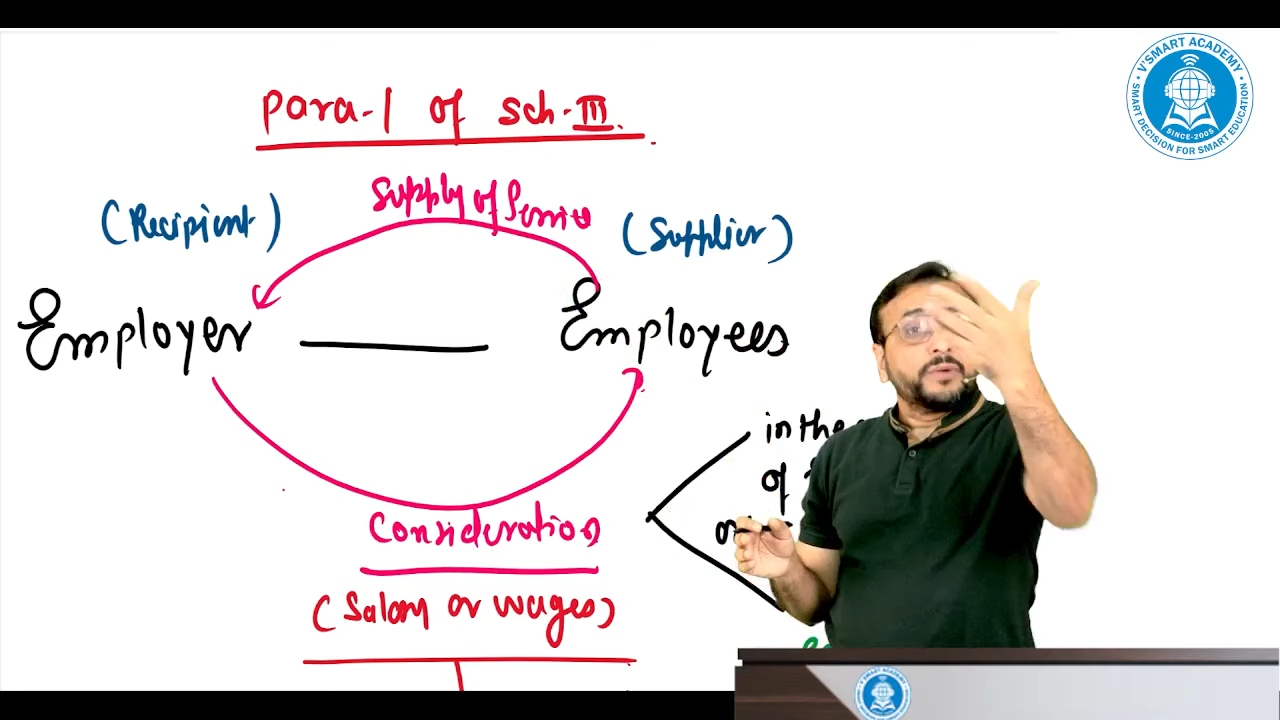 Para-1 of Sch-III.
Supply of Service
(Recipient)
(Supplier)
Employer
Employees
in the
of
Consideration
(Salary or wages)
V'SMART ACADEMY
SINCE-2005
SMART DECISION FOR SMART EDUCATION